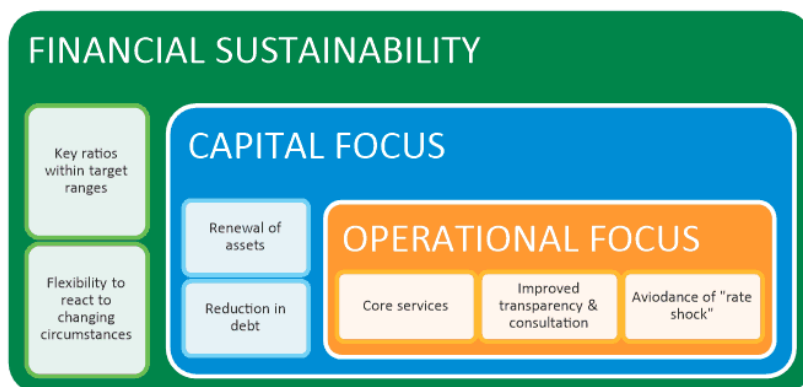 FINANCIAL SUSTAINABILITY
Key ratios
within target
ranges
Flexibility to
react to
changing
circumstances
CAPITAL FOCUS
Renewal of
assets
Reduction in
debt
OPERATIONAL FOCUS
Core services
Improved
transparency &
consultation
Aviodance of "rate
shock"